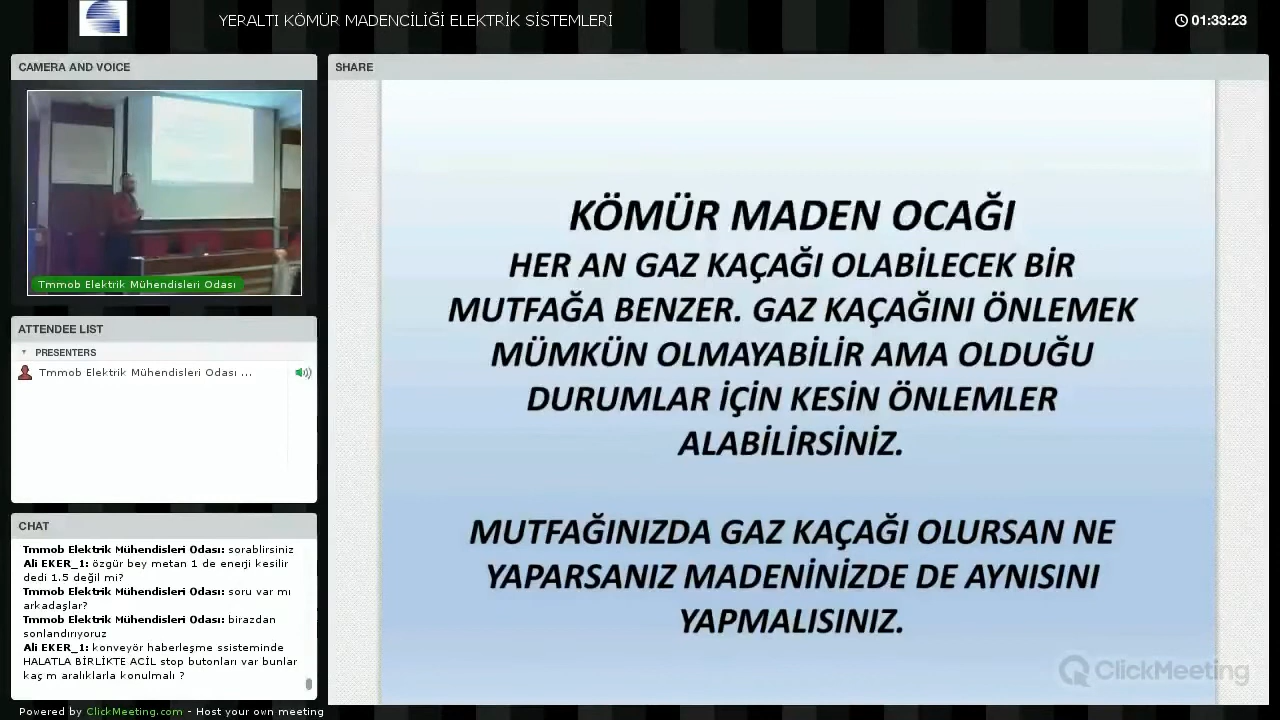 YERALTI KÖMÜR MADENCİLİĞİ ELEKTRİK SİSTEMLERİ
01:33:23
CAMERA AND VOICE
Tmmob Elektrik Mühendisleri Odası
ATTENDEE LIST
PRESENTERS
Tmmob Elektrik Mühendisleri Odası ...
CHAT
Tmmob Elektrik Mühendisleri Odası: sorablirsiniz
Ali EKER_1: özgür bey metan 1 de enerji kesilir
dedi 1.5 değil mi?
Tmmob Elektrik Mühendisleri Odası: soru var mı
arkadaşlar?
Tmmob Elektrik Mühendisleri Odası: birazdan
sonlandırıyoruz
Ali EKER_1: konveyör haberleşme ssisteminde
HALATLA BİRLİKTE ACİL stop butonları var bunlar
kaş m aralıklarla konulmalı ?
SHARE
KÖMÜR MADEN OCAĞI
HER AN GAZ KAÇAĞI OLABİLECEK BİR
MUTFAĞA BENZER. GAZ KAÇAĞINI ÖNLEMEK
MÜMKÜN OLMAYABİLİR AMA OLDUĞU
DURUMLAR İÇİN KESİN ÖNLEMLER
ALABİLİRSİNİZ.
MUTFAĞINIZDA GAZ KAÇAĞI OLURSAN NE
YAPARSANIZ MADENİNİZDE DE AYNISINI
YAPMALISINIZ.
ClickMeeting
Powered by ClickMeeting.com - Host your own meeting